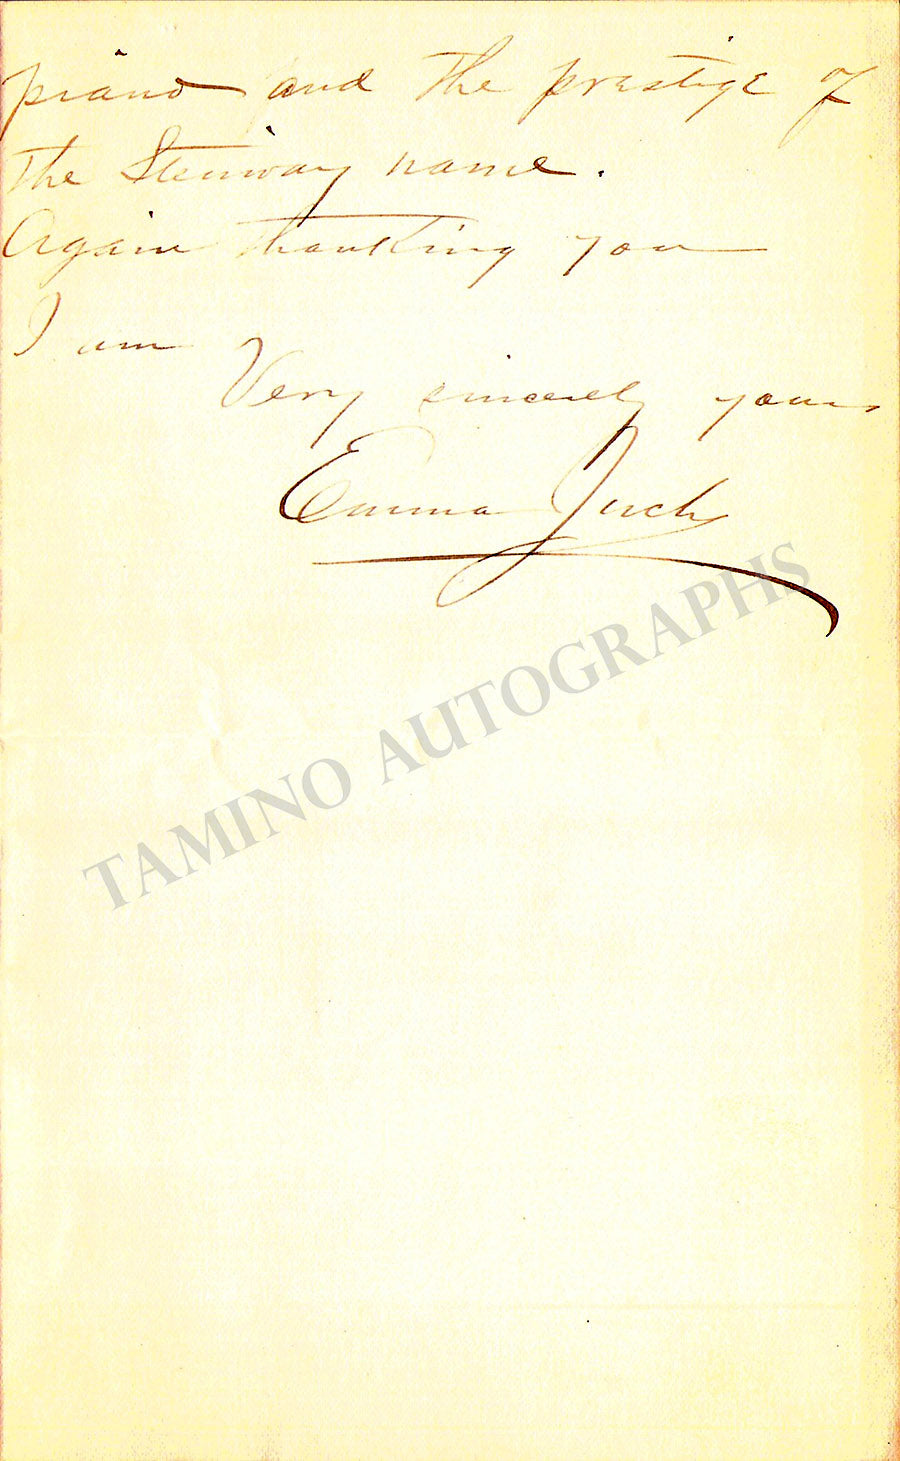 piano and the prestige of
the Steinway name.
Again thanking you
I am
Very sincerely yours
Emma Juch
TAMINO AUTOGRAPHS